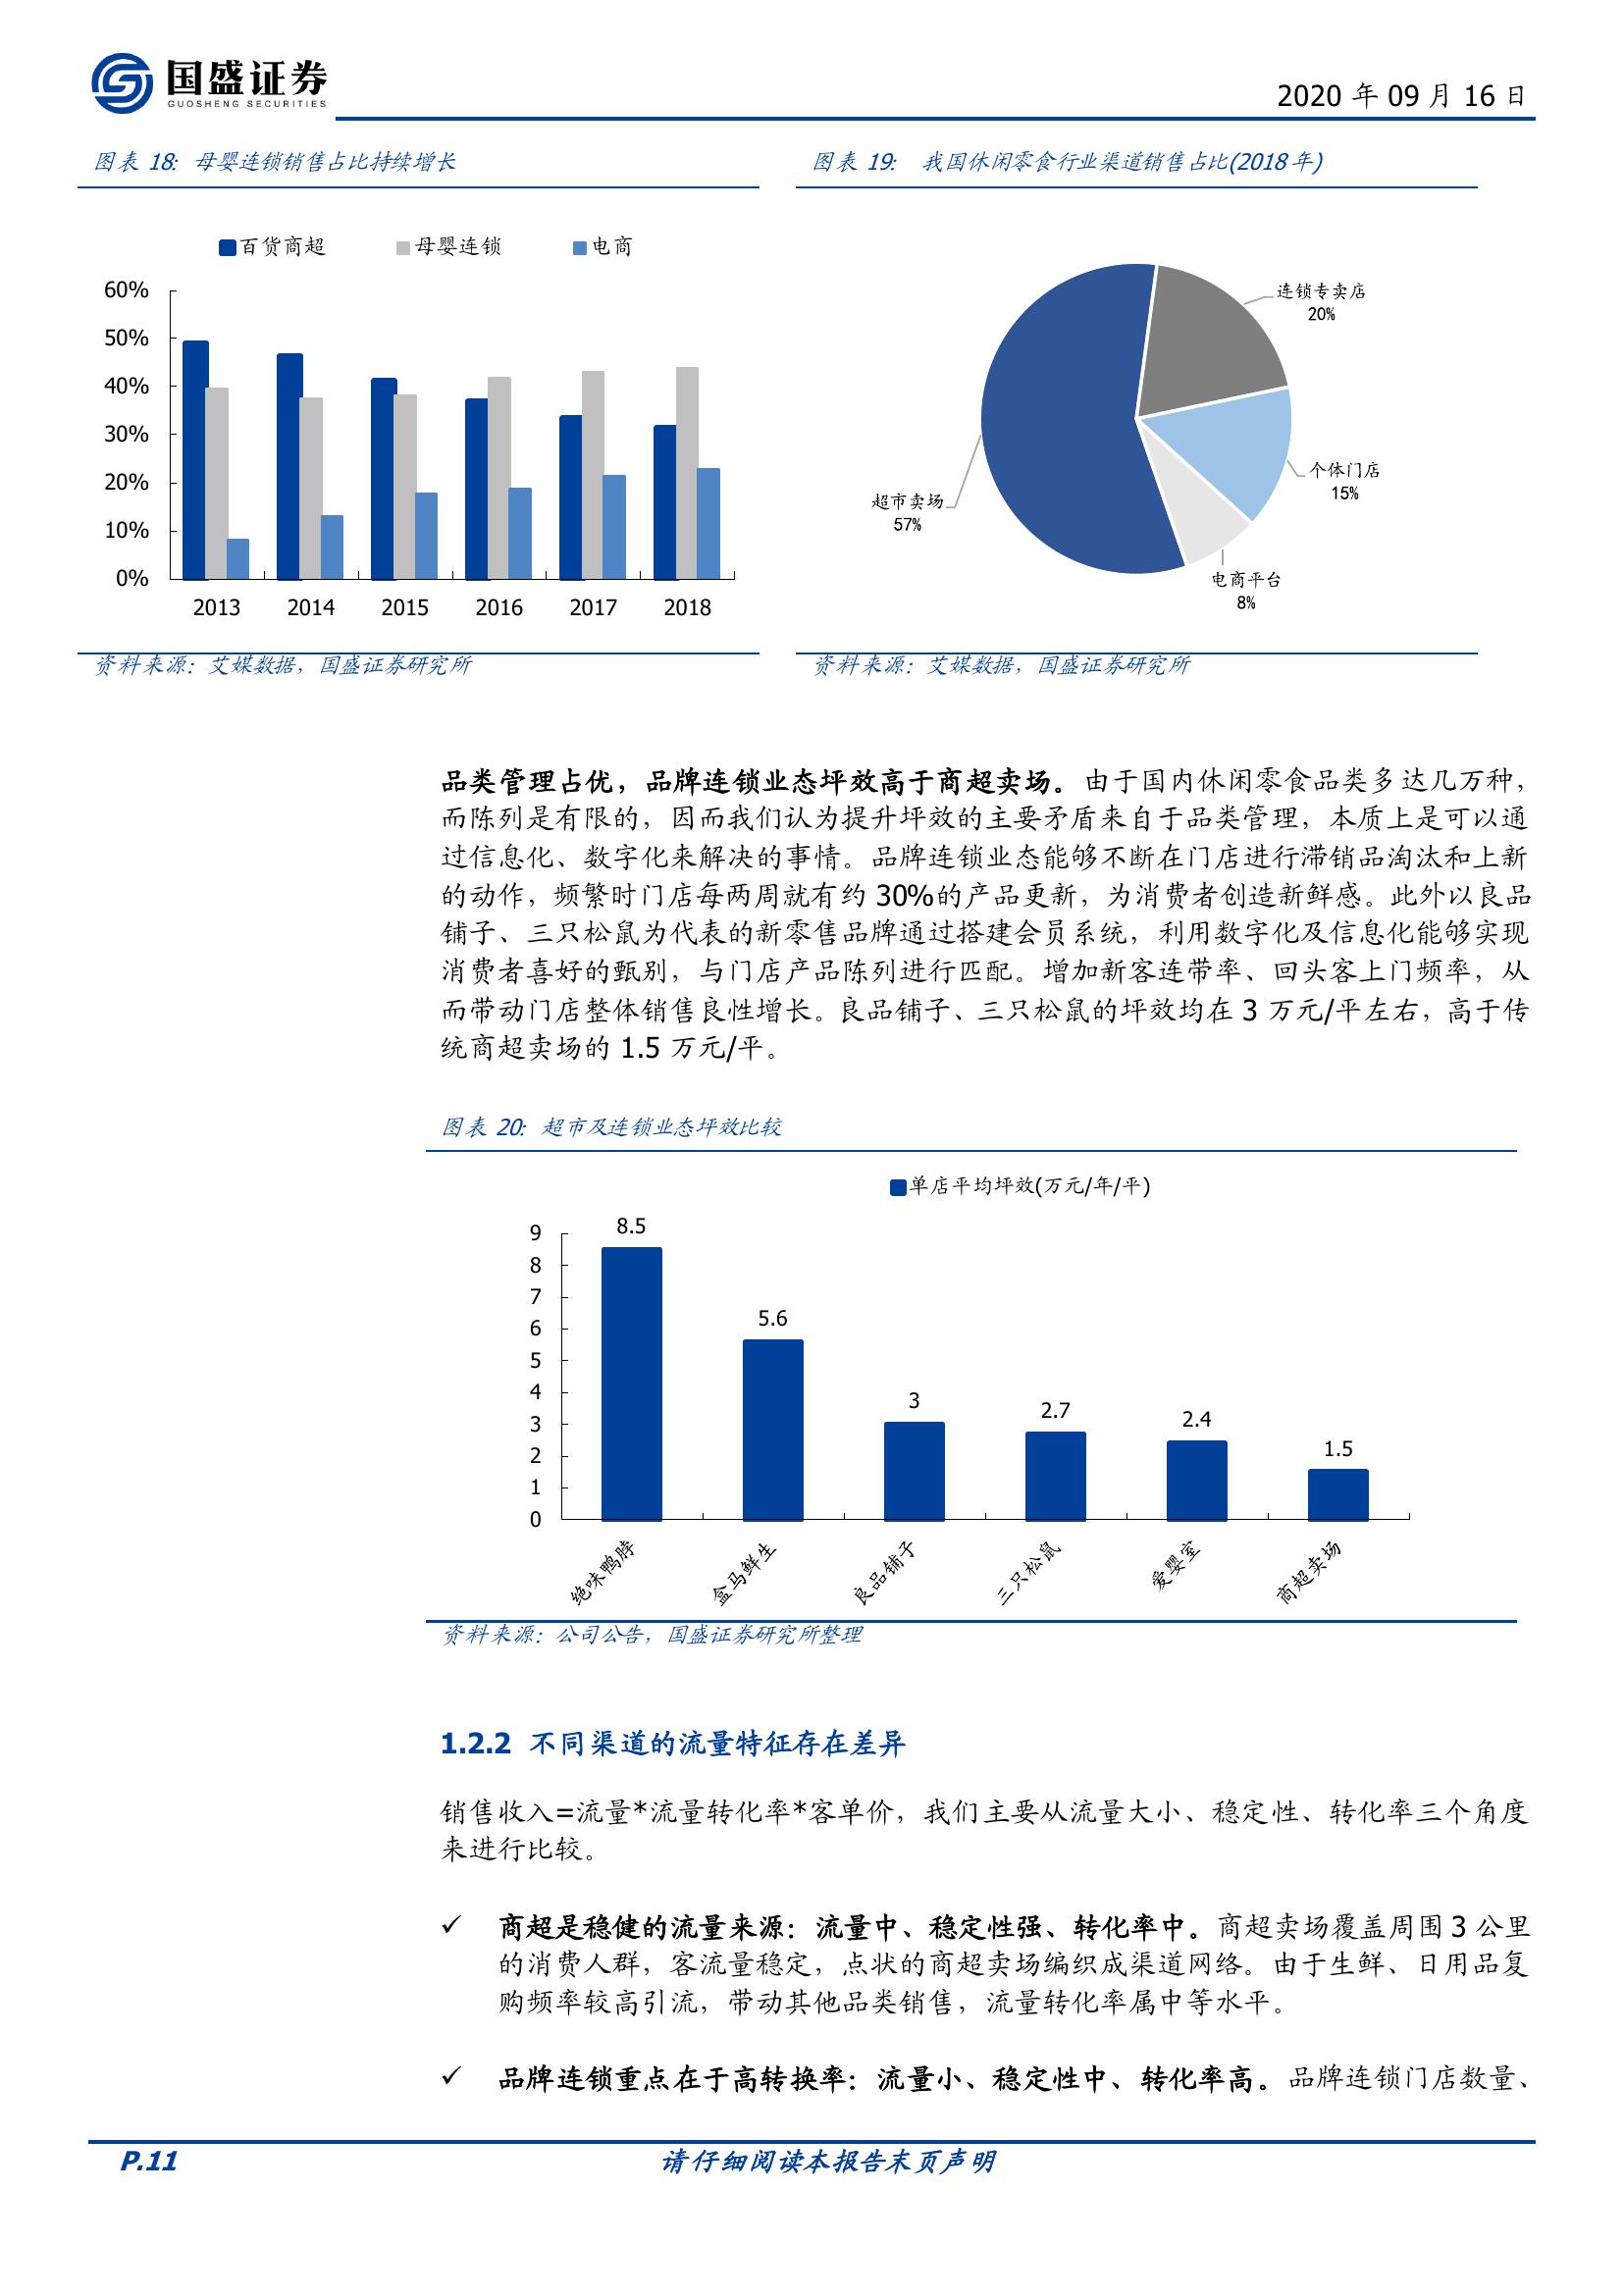 国盛证券
GUOSHENG SECURITIES
2020 年 09 月 16 日
图表 18：母婴连锁销售占比持续增长
百货商超 母婴连锁 电商
60%
50%
40%
30%
20%
10%
0%
2013 2014 2015 2016 2017 2018
资料来源：艾媒数据，国盛证券研究所
图表 19： 我国休闲零食行业渠道销售占比(2018 年)
连锁专卖店
20%
个体门店
15%
超市卖场
57%
电商平台
8%
资料来源：艾媒数据，国盛证券研究所
品类管理占优，品牌连锁业态坪效高于商超卖场。由于国内休闲零食品类多达几万种，
而陈列是有限的，因而我们认为提升坪效的主要矛盾来自于品类管理，本质上是可以通
过信息化、数字化来解决的事情。品牌连锁业态能够不断在门店进行滞销品淘汰和上新
的动作，频繁时门店每两周就有约 30%的产品更新，为消费者创造新鲜感。此外以良品
铺子、三只松鼠为代表的新零售品牌通过搭建会员系统，利用数字化及信息化能够实现
消费者喜好的甄别，与门店产品陈列进行匹配。增加新客连带率、回头客上门频率，从
而带动门店整体销售良性增长。良品铺子、三只松鼠的坪效均在 3 万元/平左右，高于传
统商超卖场的 1.5 万元/平。
图表 20：超市及连锁业态坪效比较
单店平均坪效(万元/年/平)
9
8
7
6
5
4
3
2
1
0
8.5
5.6
3
2.7
2.4
1.5
绝味鸭脖 盒马鲜生 良品铺子 三只松鼠 爱婴室 商超卖场
资料来源：公司公告，国盛证券研究所整理
1.2.2 不同渠道的流量特征存在差异
销售收入=流量*流量转化率*客单价，我们主要从流量大小、稳定性、转化率三个角度
来进行比较。
✓ 商超是稳健的流量来源：流量中、稳定性强、转化率中。商超卖场覆盖周围 3 公里
的消费人群，客流量稳定，点状的商超卖场编织成渠道网络。由于生鲜、日用品复
购频率较高引流，带动其他品类销售，流量转化率属中等水平。
✓ 品牌连锁重点在于高转换率：流量小、稳定性中、转化率高。品牌连锁门店数量、
P.11
请仔细阅读本报告末页声明